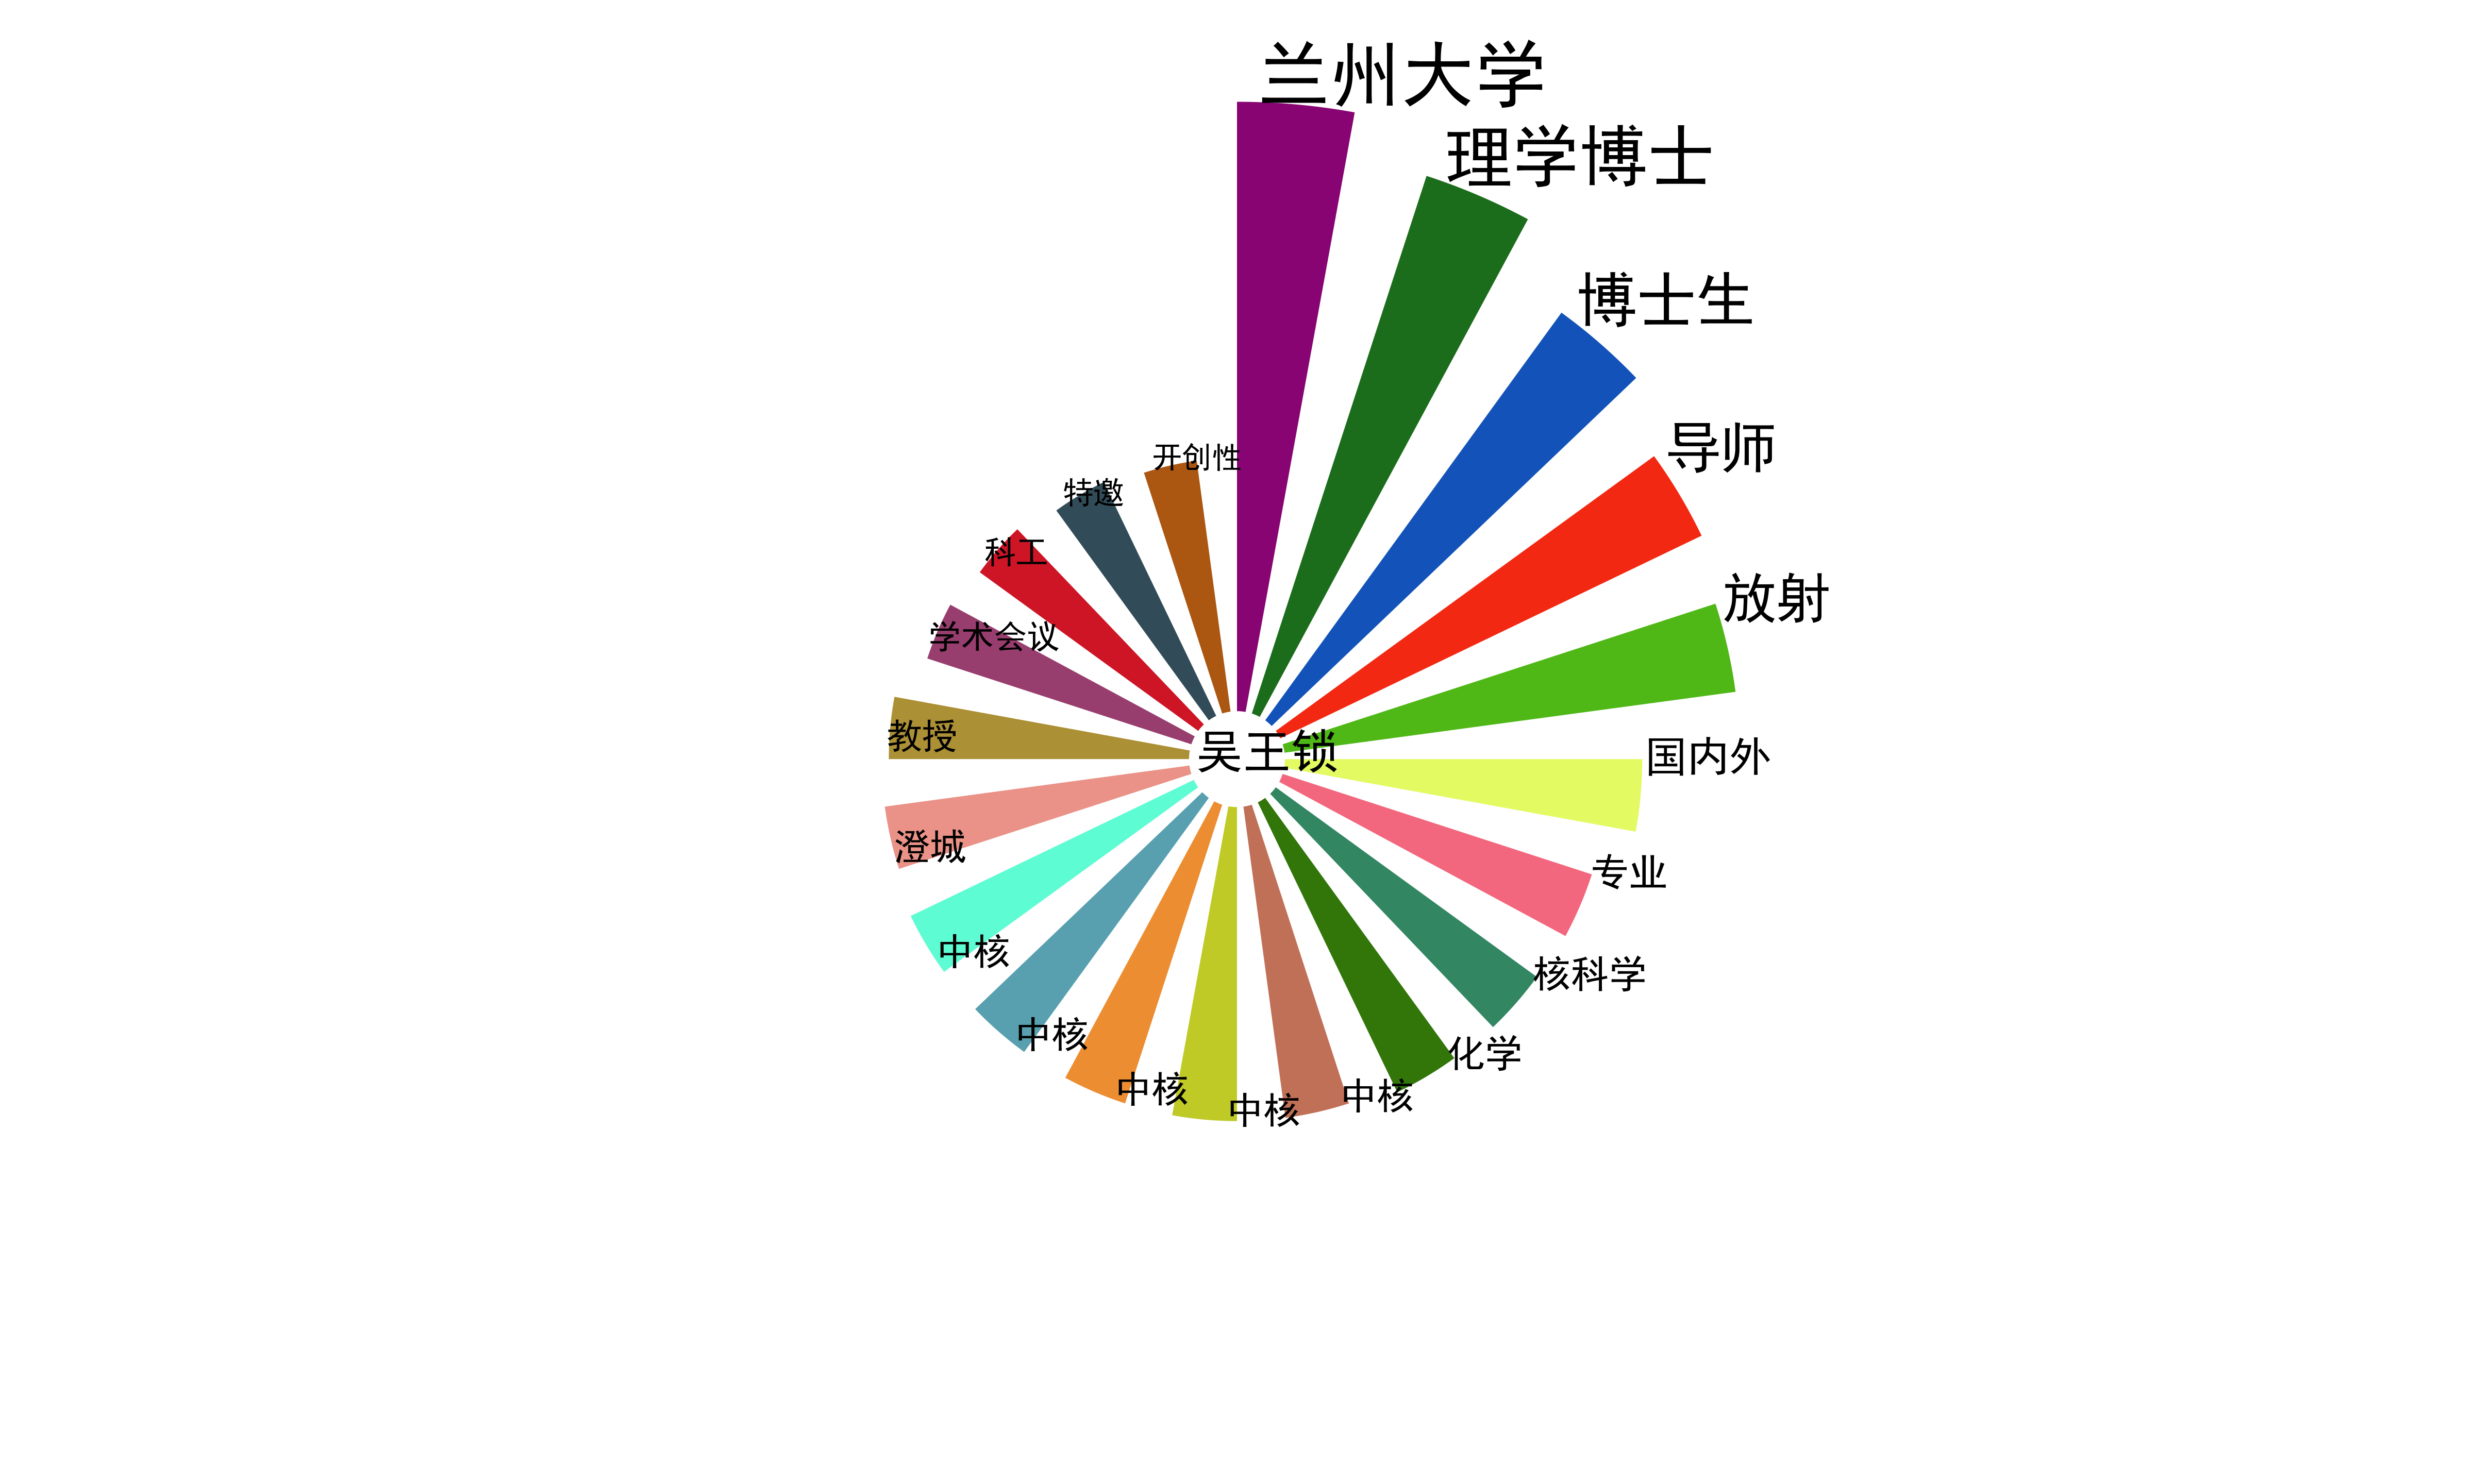 兰州大学
理学博士
博士生
导师
放射
国内外
专业
核科学
化学
中核
中核
中核
中核
中核
澄城
教授
学术会议
科工
特邀
开创性
吴王锁